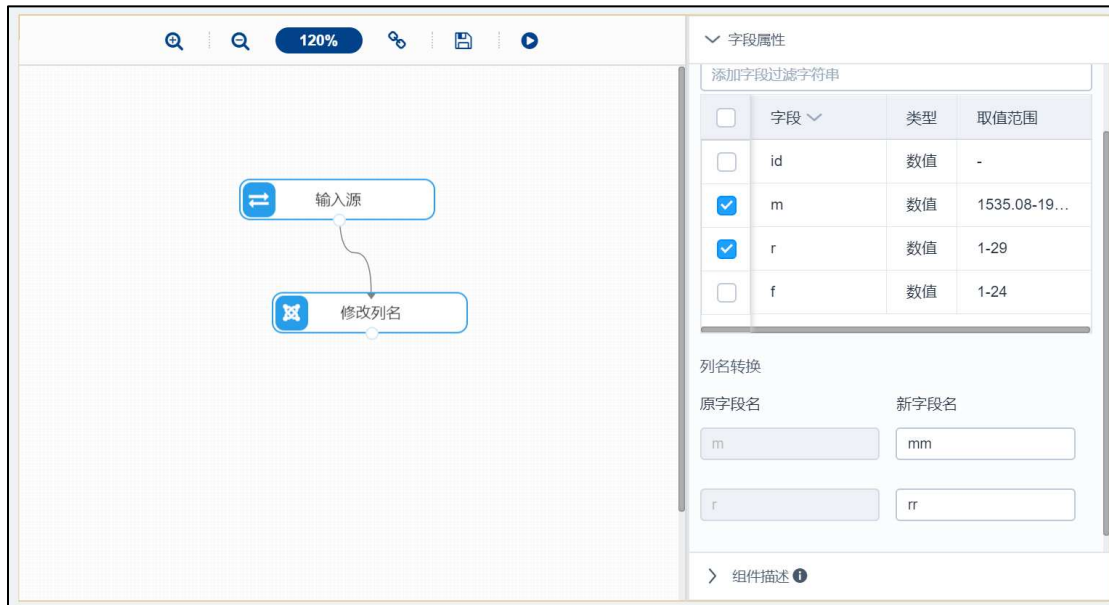 120%
字段属性
添加字段过滤字符串
字段 类型 取值范围
id 数值 -
m 数值 1535.08-19...
r 数值 1-29
f 数值 1-24
输入源
修改列名
列名转换
原字段名 新字段名
m mm
r rr
组件描述